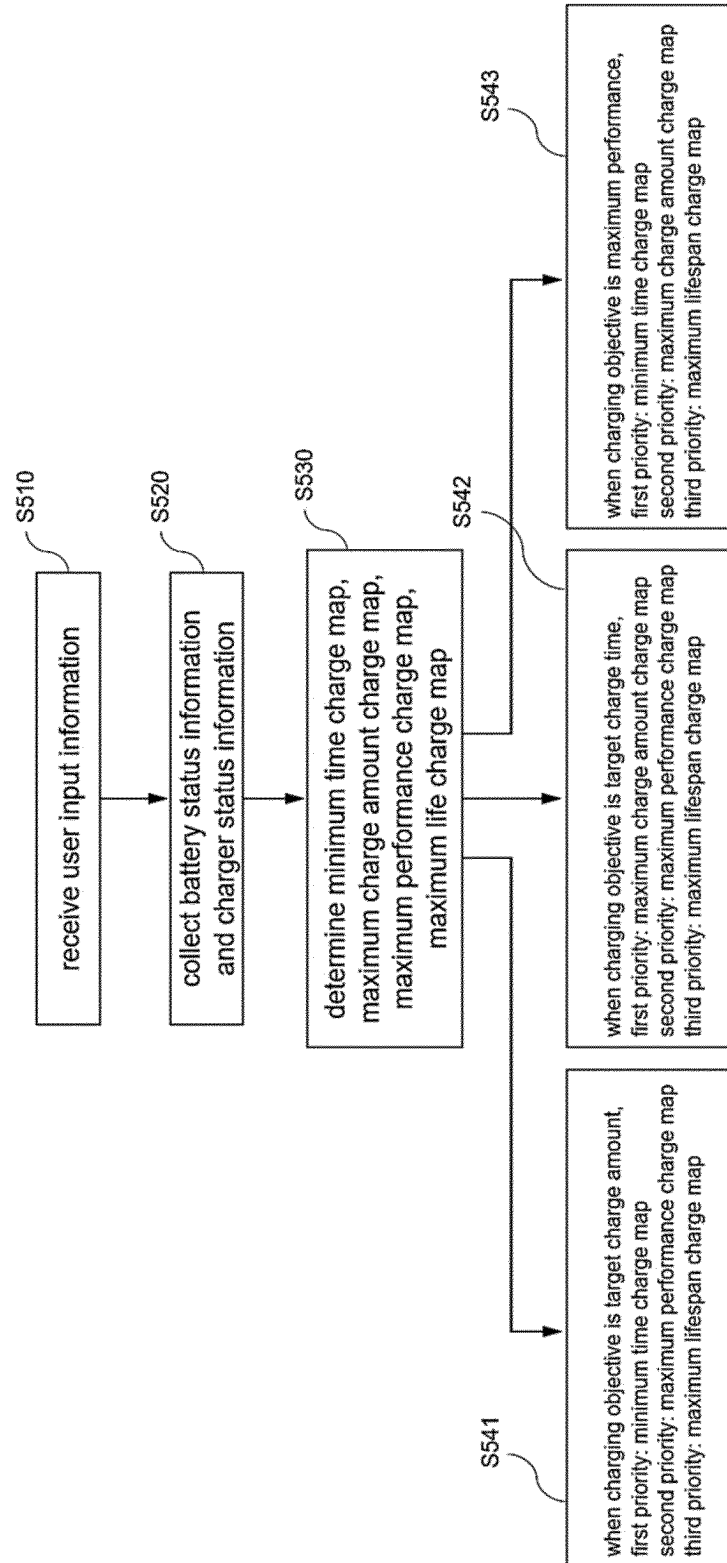 S510
receive user input information
S520
collect battery status information
and charger status information
S530
determine minimum time charge map,
maximum charge amount charge map,
maximum performance charge map,
maximum life charge map
S541
when charging objective is target charge amount,
first priority: minimum time charge map
second priority: maximum performance charge map
third priority: maximum lifespan charge map
S542
when charging objective is target charge time,
first priority: maximum charge amount charge map
second priority: maximum performance charge map
third priority: maximum lifespan charge map
S543
when charging objective is maximum performance,
first priority: minimum time charge map
second priority: maximum charge amount charge map
third priority: maximum lifespan charge map